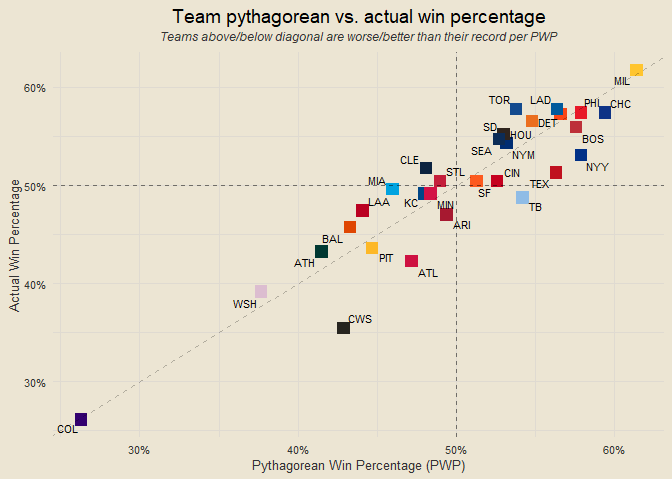 Team pythagorean vs. actual win percentage
Teams above/below diagonal are worse/better than their record per PWP
MIL
60%
TOR LAD PHI CHC
SD DET
HOU BOS
SEA NYM
CLE NYY
STL CIN
MIA TEX
50%
LAA KC MIN SF TB
ARI
BAL
ATH PIT
ATL
40%
WSH
CWS
30%
COL
30% 40% 50% 60%
Pythagorean Win Percentage (PWP)
Actual Win Percentage